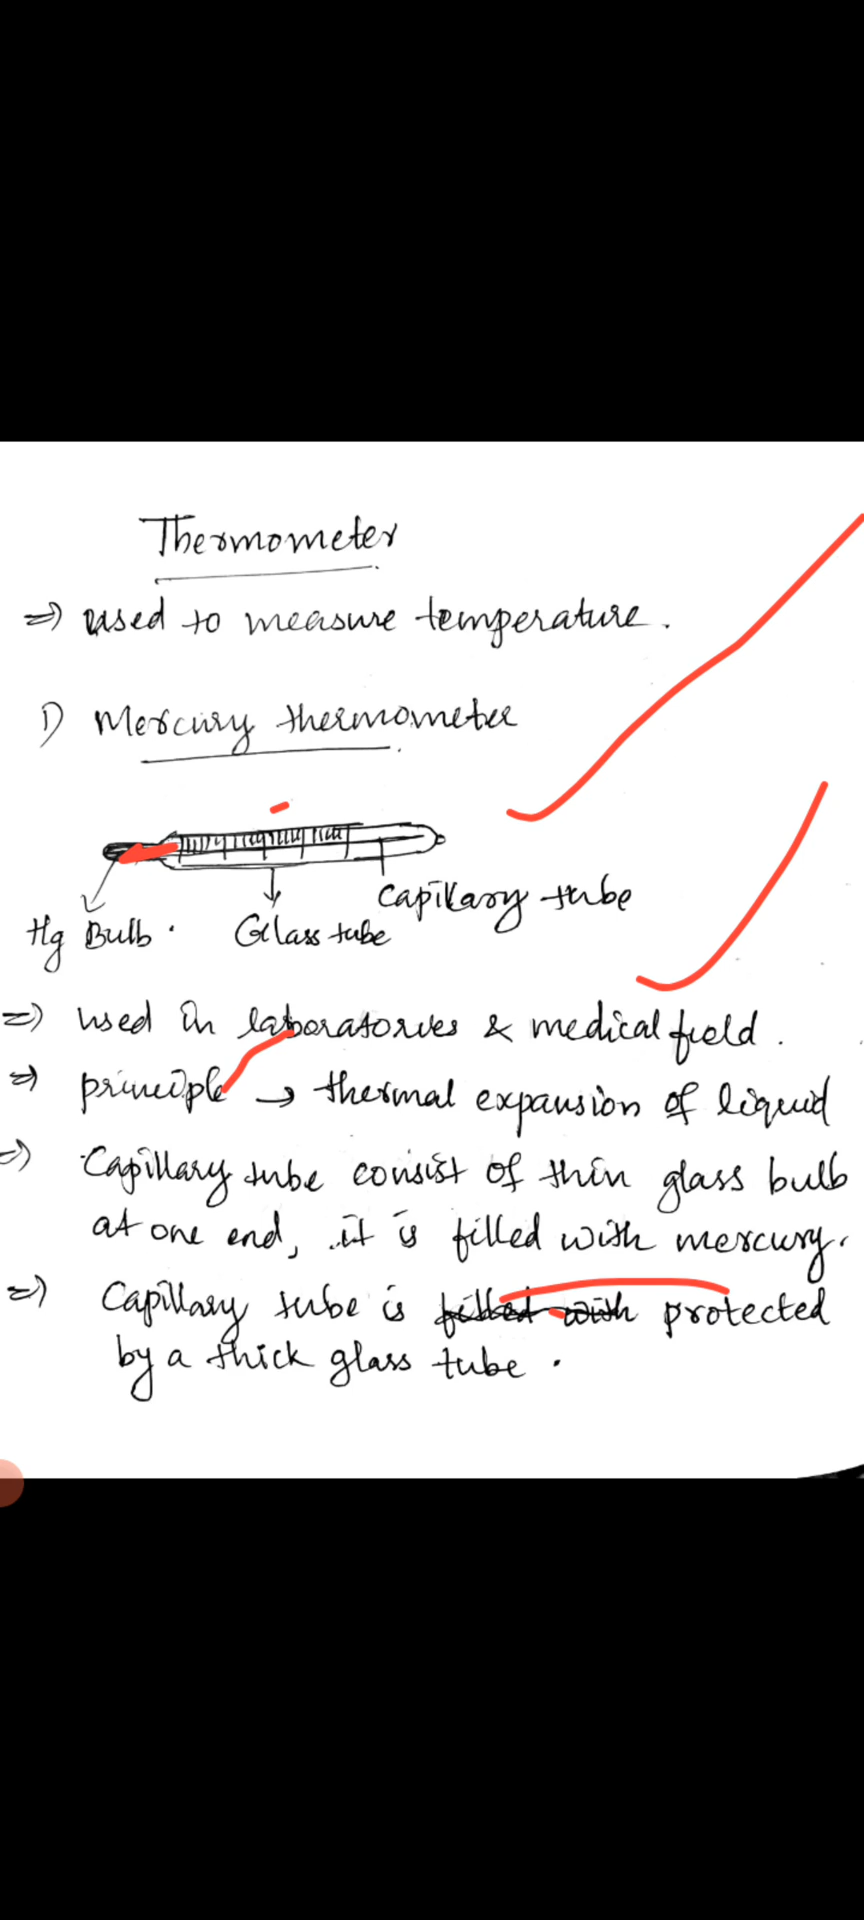 Thermometer
=) used to measure temperature.
1) Mercury thermometer
Capillary tube
Hg Bulb. Glass tube
=) used in laboratories & medical field.
=) principle → thermal expansion of liquid
=) Capillary tube consist of thin glass bulb
at one end, it is filled with mercury.
=) Capillary tube is filled with protected
by a thick glass tube.